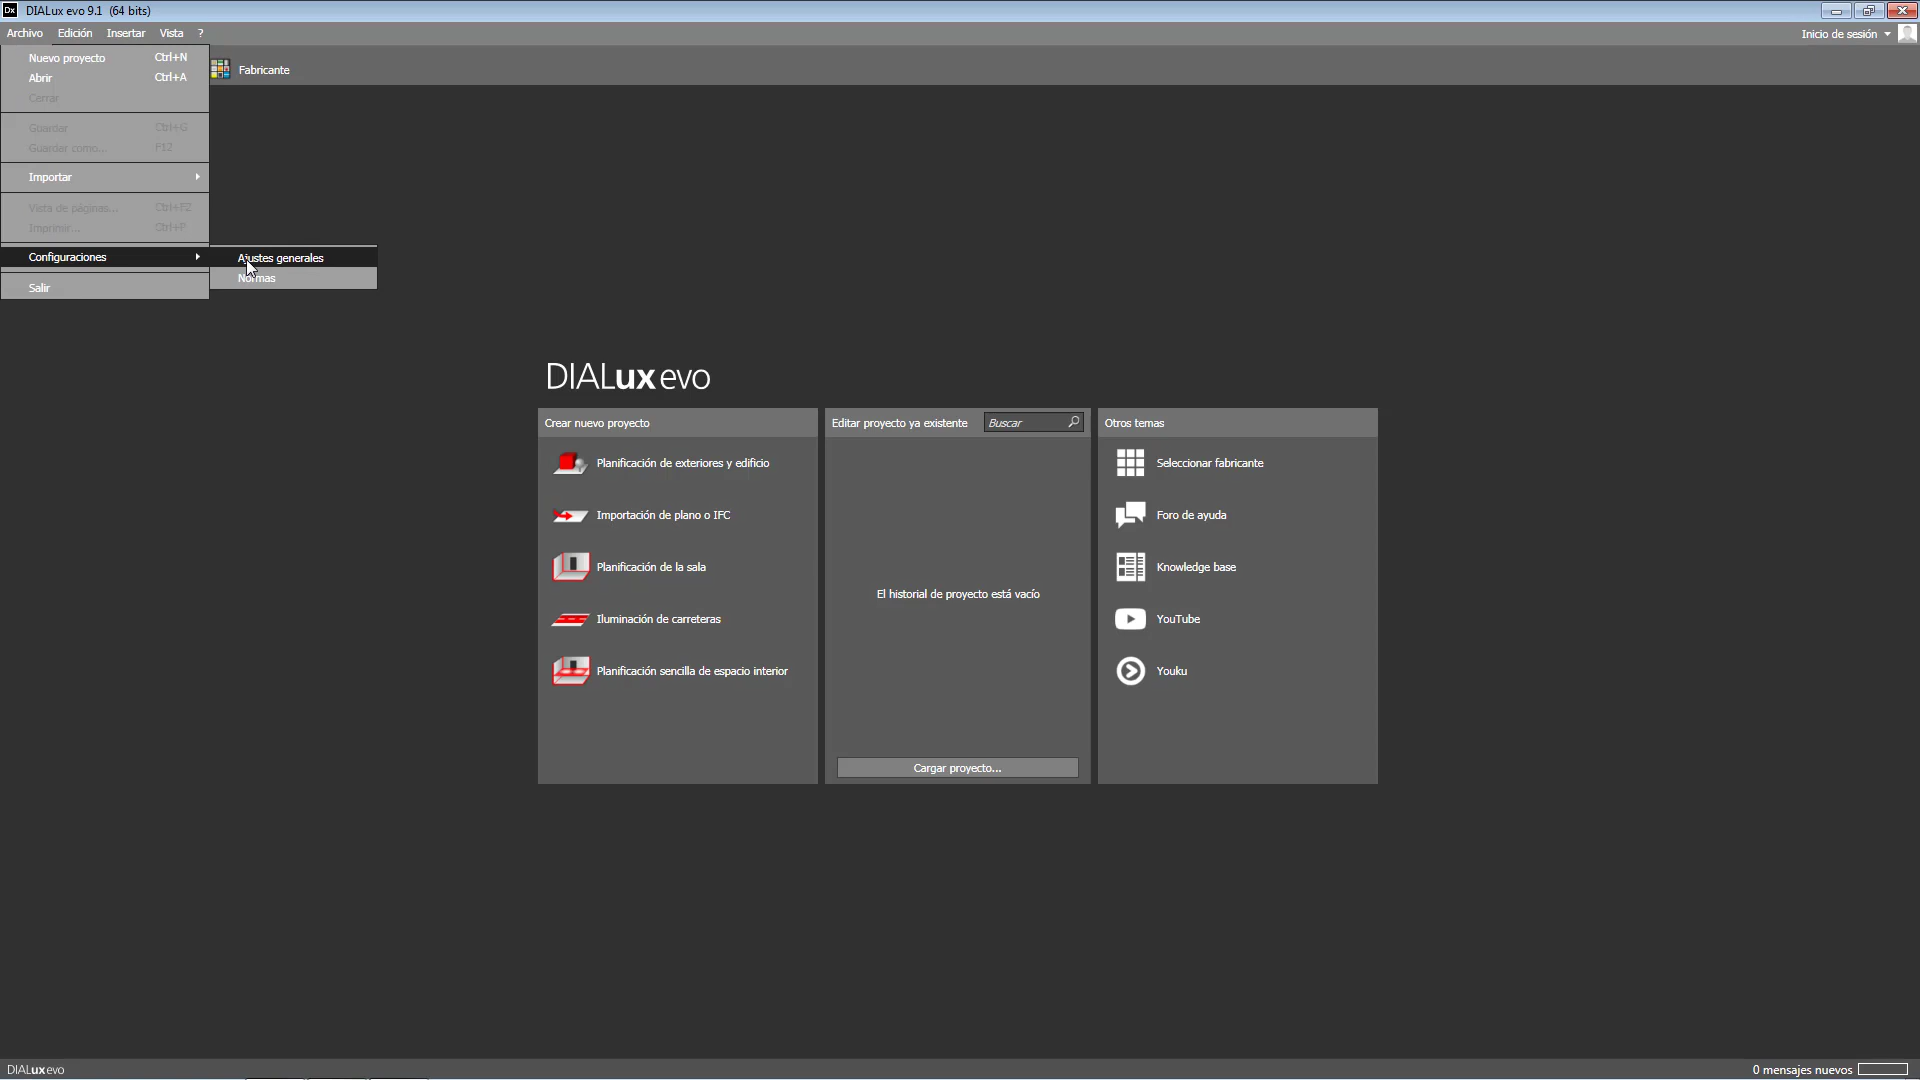 Dx DIALux evo 9.1 (64 bits)
Archivo Edición Insertar Vista ?
Inicio de sesión
Nuevo proyecto Ctrl+N
Abrir Ctrl+A
Cerrar
Guardar Ctrl+G
Guardar como... F12
Importar
Vista de páginas... Ctrl+F2
Imprimir... Ctrl+P
Configuraciones
Salir
Fabricante
Ajustes generales
Normas
DIALux evo
Crear nuevo proyecto
Planificación de exteriores y edificio
Importación de plano o IFC
Planificación de la sala
Iluminación de carreteras
Planificación sencilla de espacio interior
Editar proyecto ya existente Buscar
El historial de proyecto está vacío
Cargar proyecto...
Otros temas
Seleccionar fabricante
Foro de ayuda
Knowledge base
YouTube
Youku
DIALux evo
0 mensajes nuevos